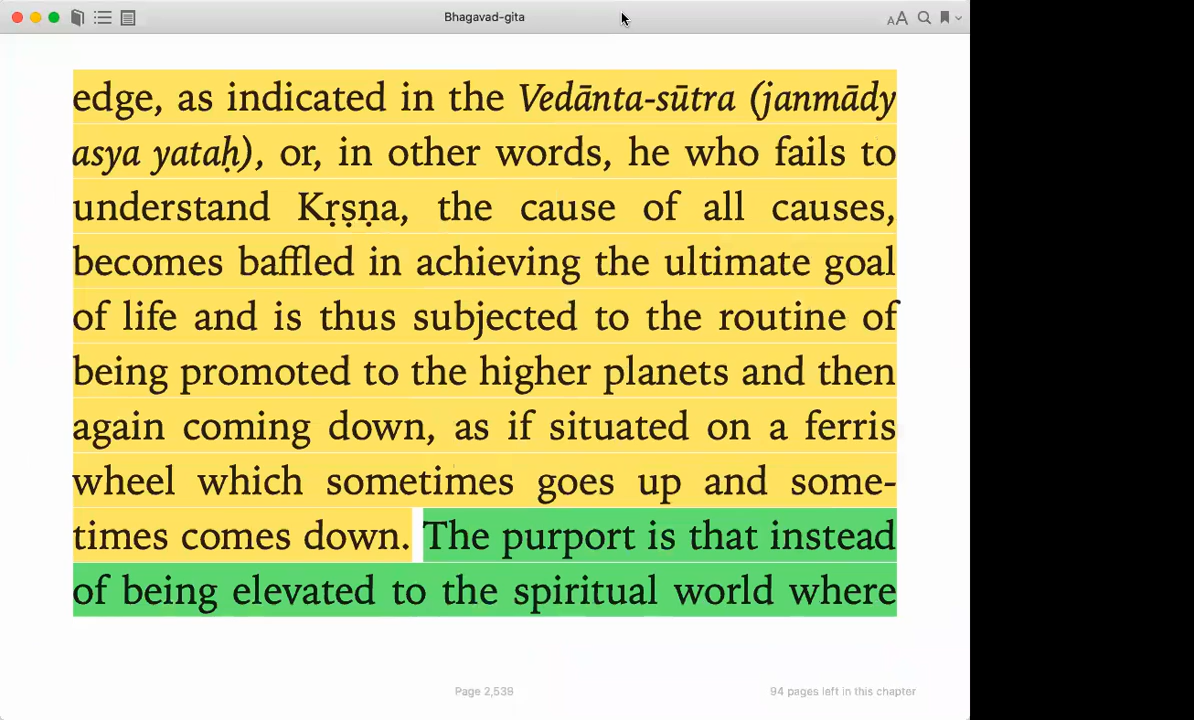 Bhagavad-gita
AA
edge, as indicated in the Vedānta-sūtra (janmādy
asya yataḥ), or, in other words, he who fails to
understand Kṛṣṇa, the cause of all causes,
becomes baffled in achieving the ultimate goal
of life and is thus subjected to the routine of
being promoted to the higher planets and then
again coming down, as if situated on a ferris
wheel which sometimes goes up and some-
times comes down. The purport is that instead
of being elevated to the spiritual world where
Page 2,539
94 pages left in this chapter